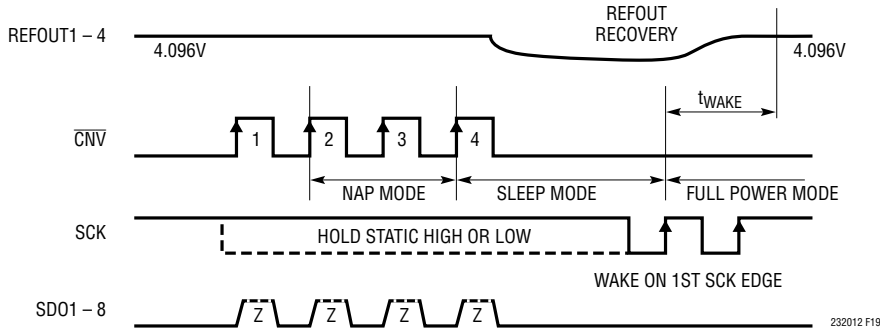 REFOUT
RECOVERY
REFOUT1 – 4
4.096V
4.096V
tWAKE
CNV
1
2
3
4
NAP MODE
SLEEP MODE
FULL POWER MODE
SCK
HOLD STATIC HIGH OR LOW
WAKE ON 1ST SCK EDGE
SDO1 – 8
Z
Z
Z
Z
232012 F19